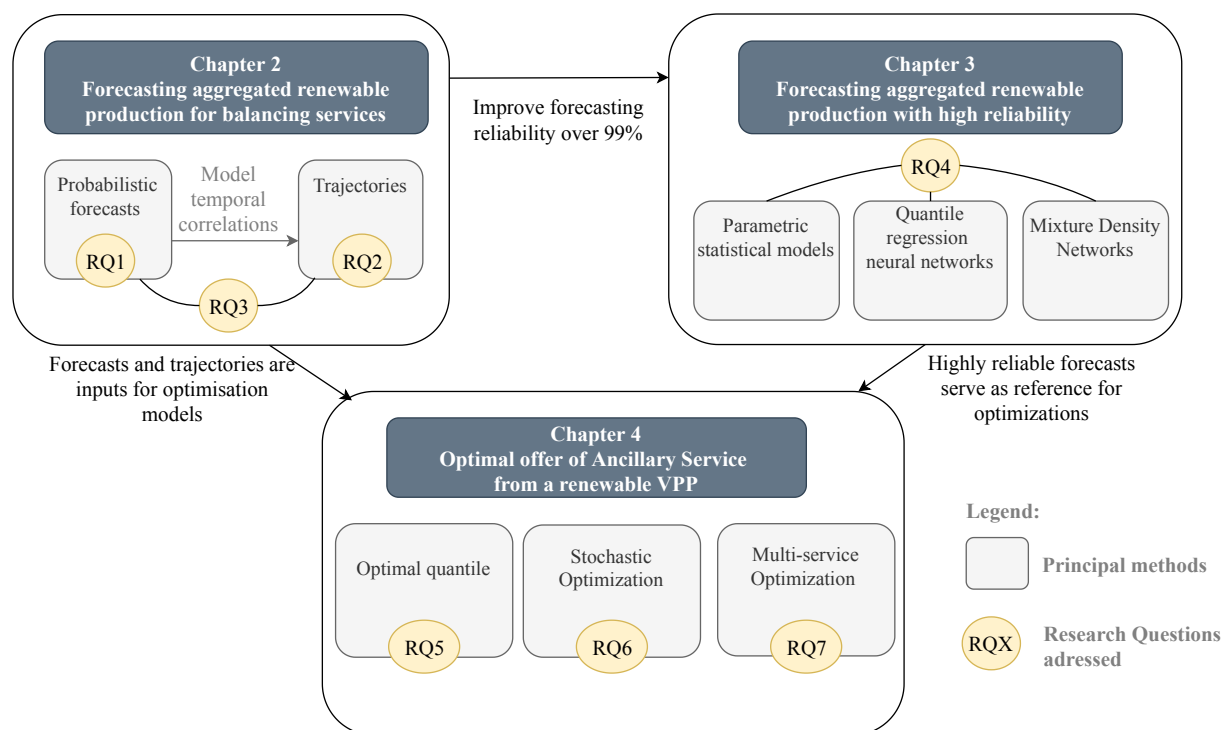 Chapter 2
Forecasting aggregated renewable
production for balancing services
Probabilistic
forecasts
RQ1
Model
temporal
correlations
Trajectories
RQ2
RQ3
Improve forecasting
reliability over 99%
Chapter 3
Forecasting aggregated renewable
production with high reliability
RQ4
Parametric
statistical models
Quantile
regression
neural networks
Mixture Density
Networks
Forecasts and trajectories are
inputs for optimisation
models
Highly reliable forecasts
serve as reference for
optimizations
Chapter 4
Optimal offer of Ancillary Service
from a renewable VPP
Optimal quantile
RQ5
Stochastic
Optimization
RQ6
Multi-service
Optimization
RQ7
Legend:
Principal methods
RQX
Research Questions
adressed